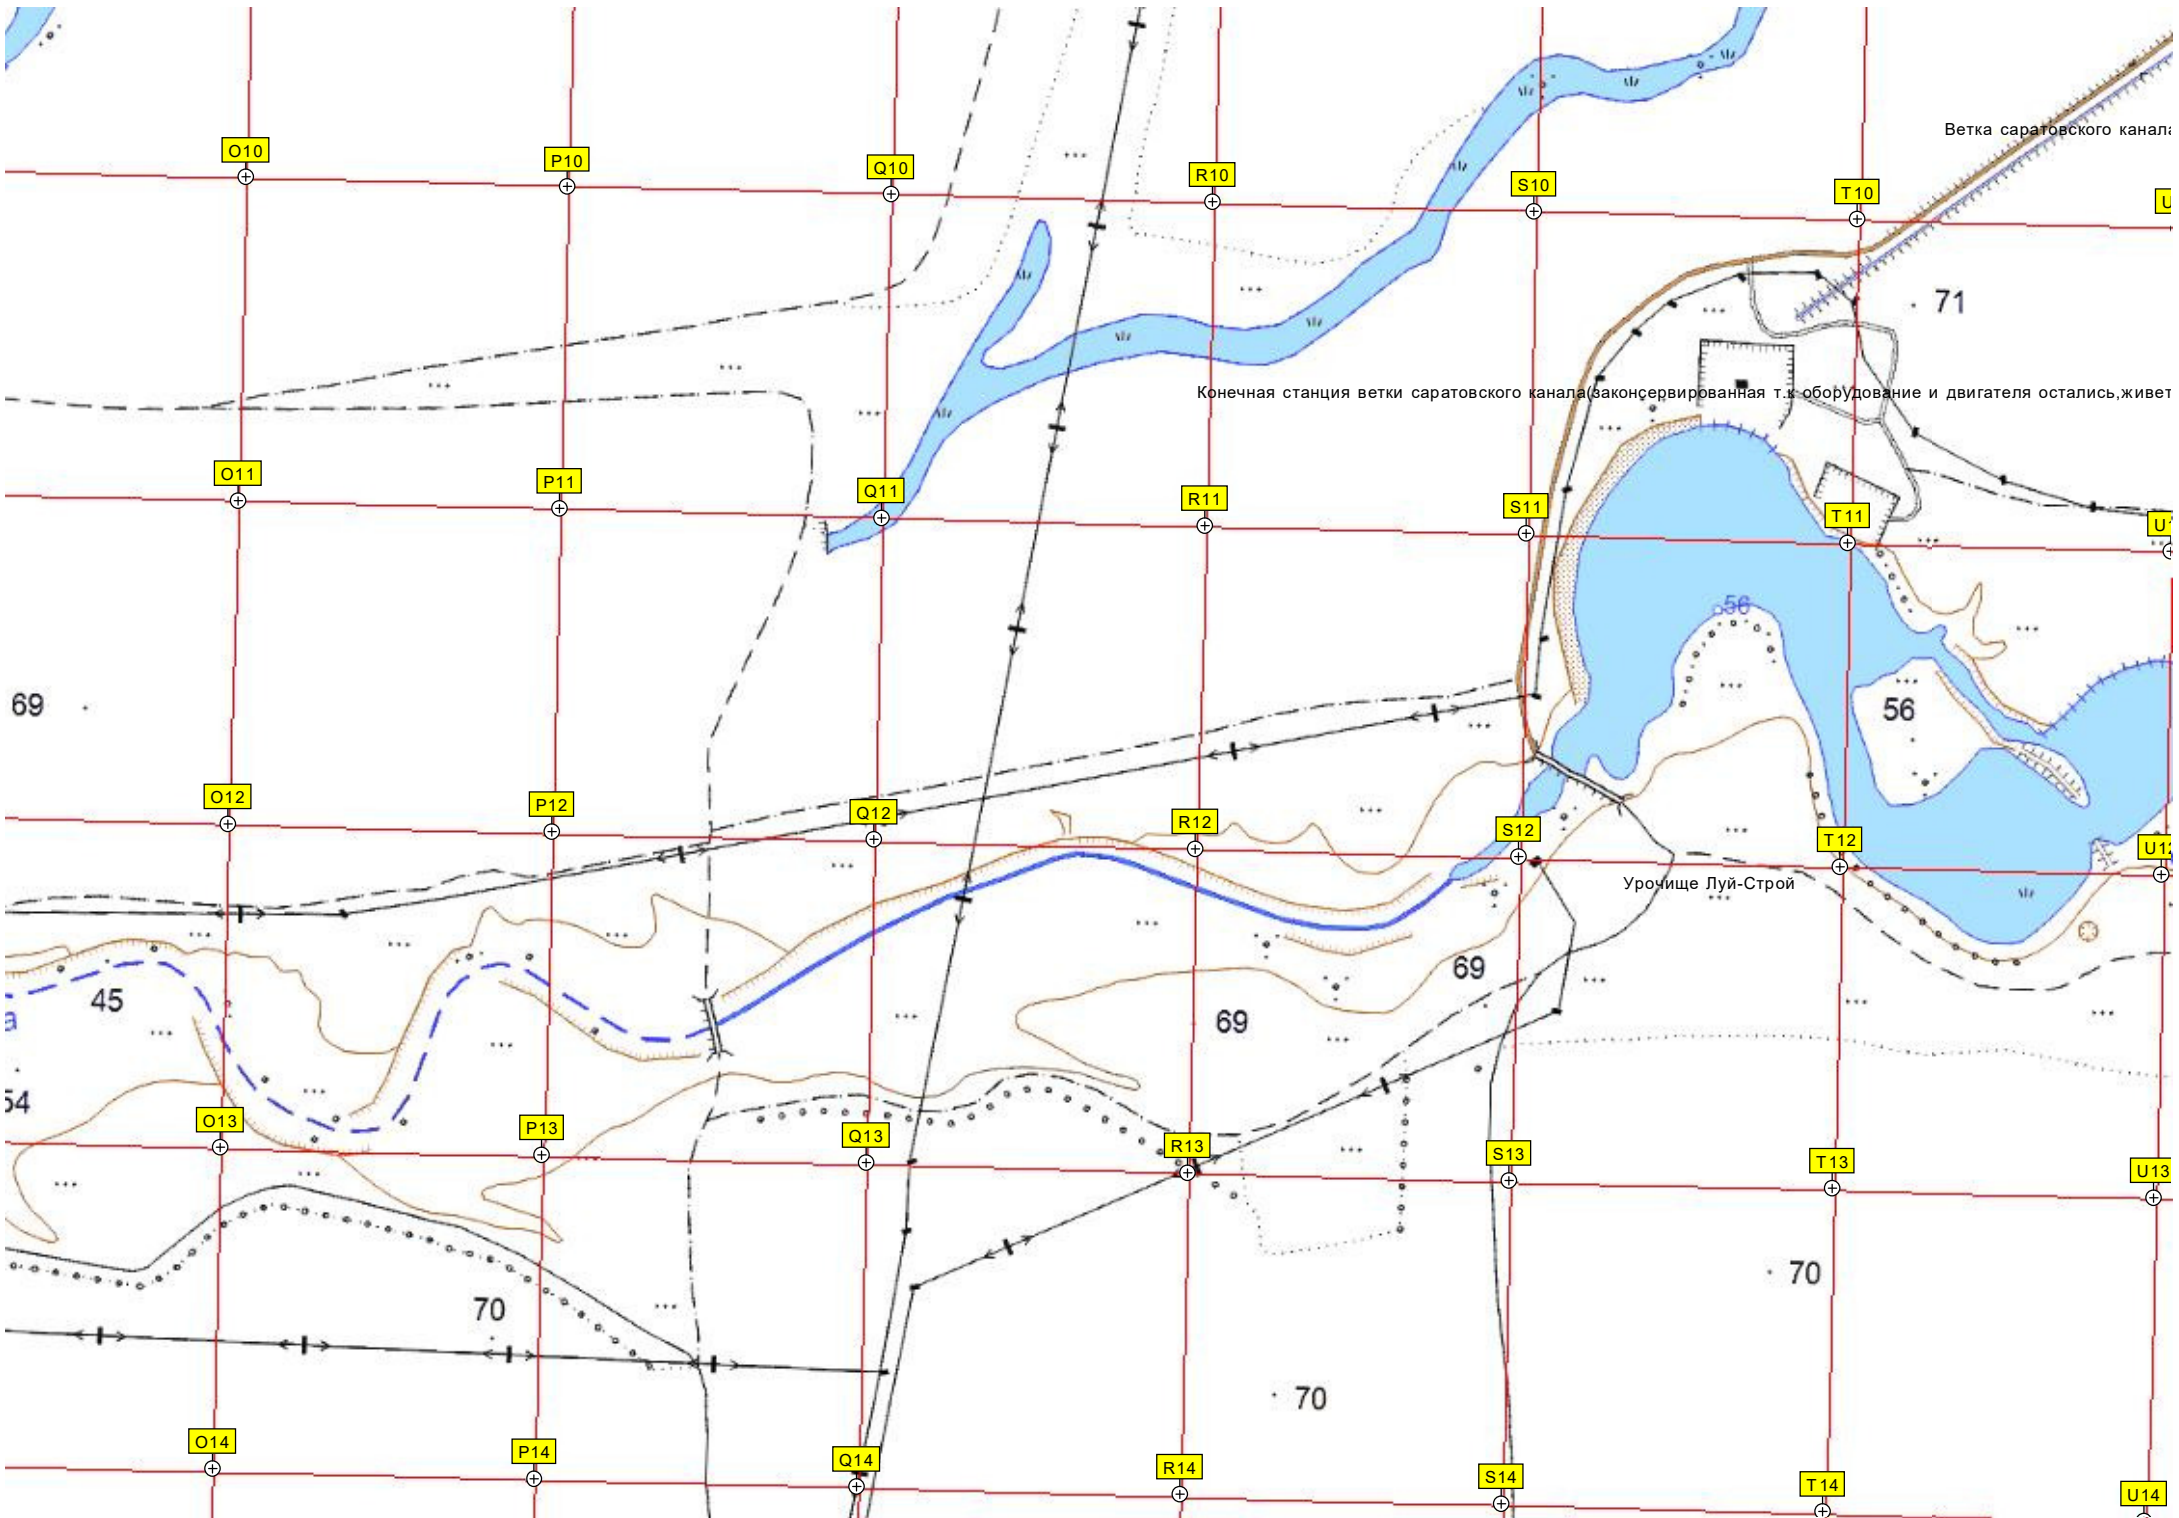 Ветка саратовского канала
O10
P10
Q10
R10
S10
T10
71
Конечная станция ветки саратовского канала(законсервированная т.к оборудование и двигателя остались,живет
O11
P11
Q11
R11
S11
T11
56
69
56
O12
P12
Q12
R12
S12
T12
U12
Урочище Луй-Строй
69
45
69
а
54
O13
P13
Q13
R13
S13
T13
U13
70
70
70
O14
P14
Q14
R14
S14
T14
U14